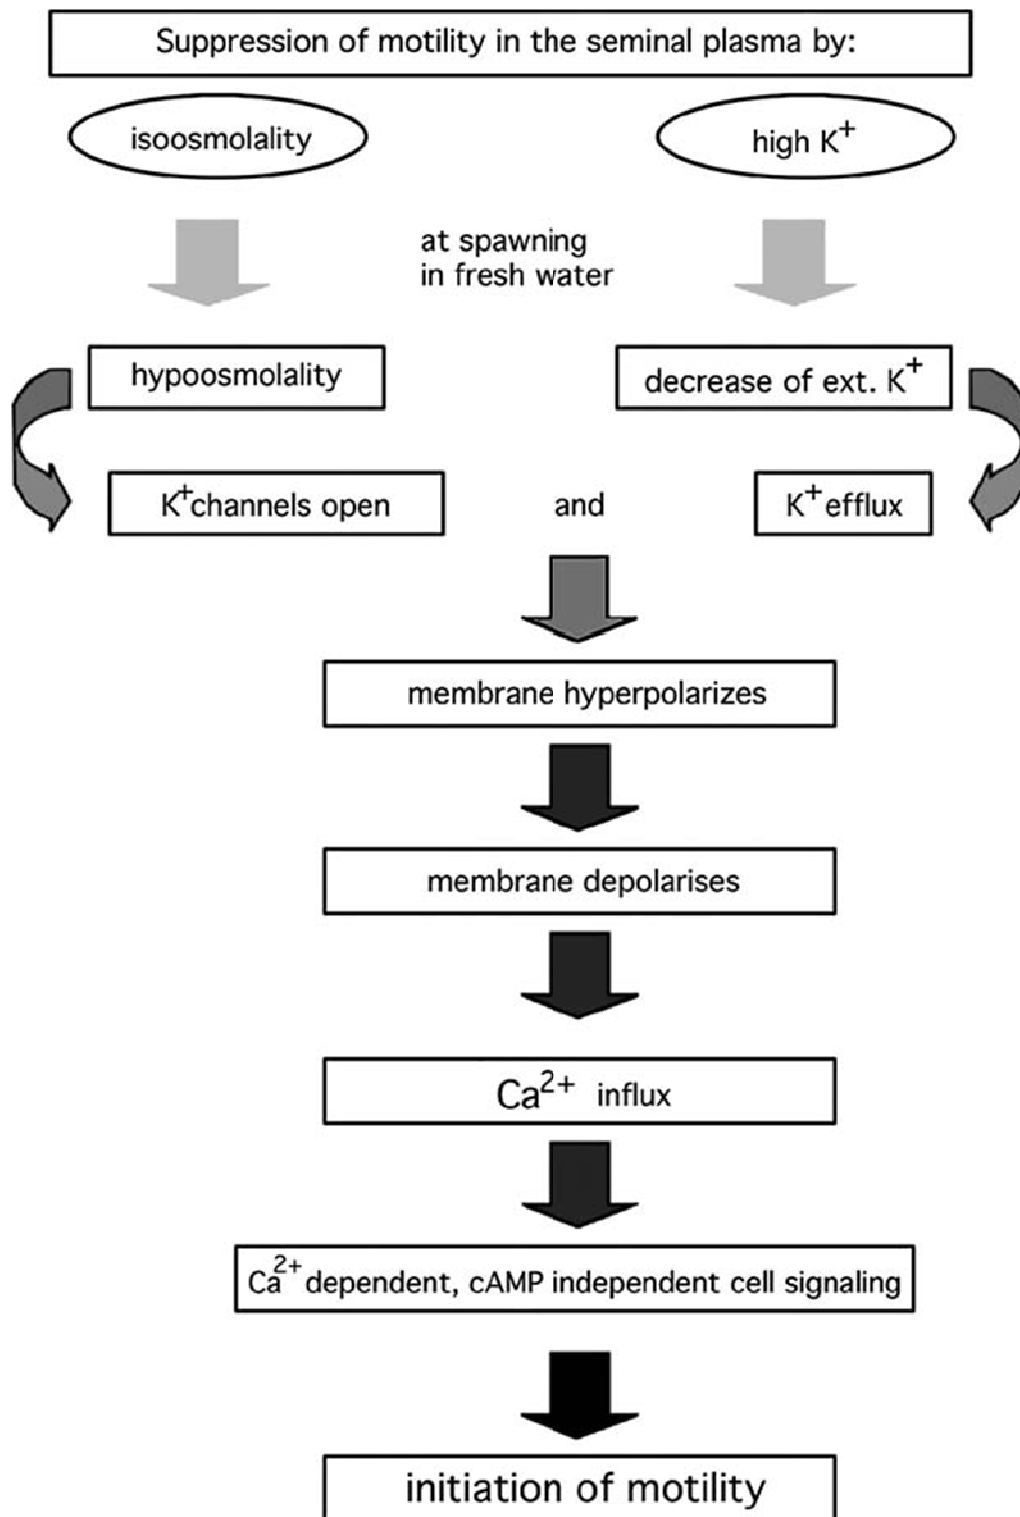 Suppression of motility in the seminal plasma by:
isoosmolality
high K⁺
at spawning
in fresh water
hypoosmolality
decrease of ext. K⁺
K⁺channels open
and
K⁺ efflux
membrane hyperpolarizes
membrane depolarises
Ca²⁺ influx
Ca²⁺ dependent, cAMP independent cell signaling
initiation of motility